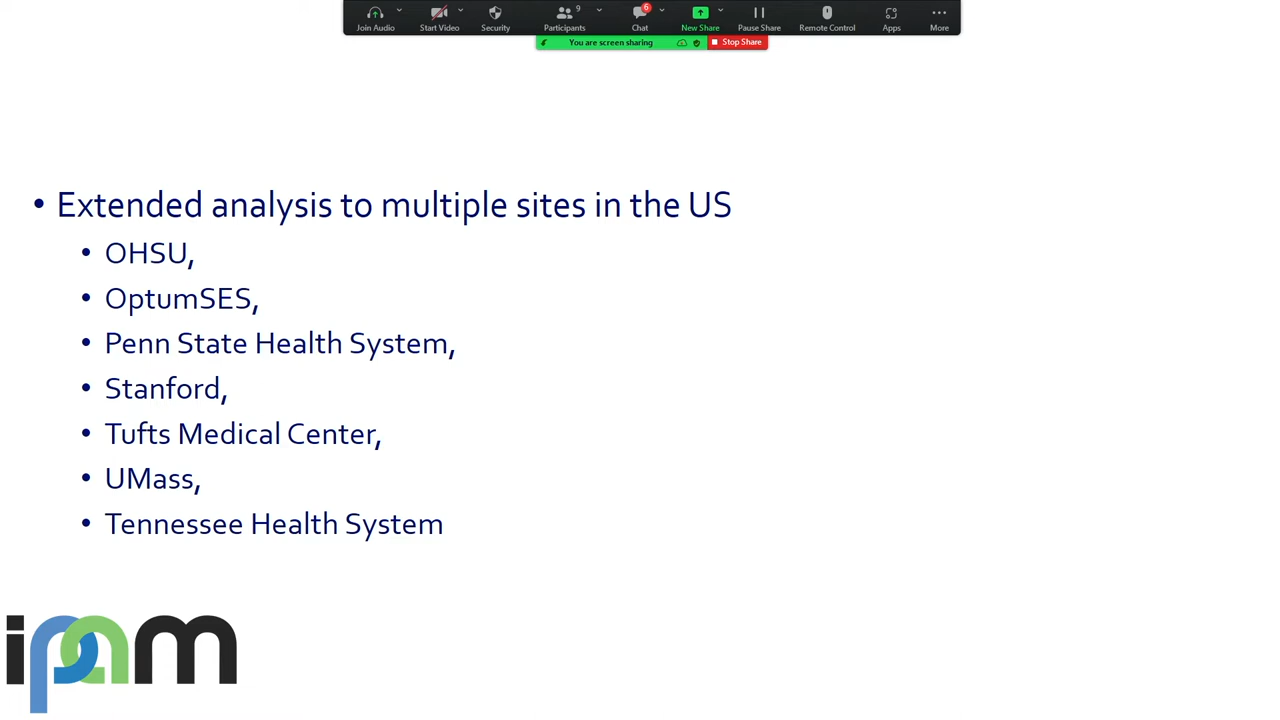 9
6
Join Audio
Start Video
Security
Participants
Chat
New Share
Pause Share
Remote Control
Apps
More
You are screen sharing
Stop Share
• Extended analysis to multiple sites in the US
• OHSU,
• OptumSES,
• Penn State Health System,
• Stanford,
• Tufts Medical Center,
• UMass,
• Tennessee Health System
ipam